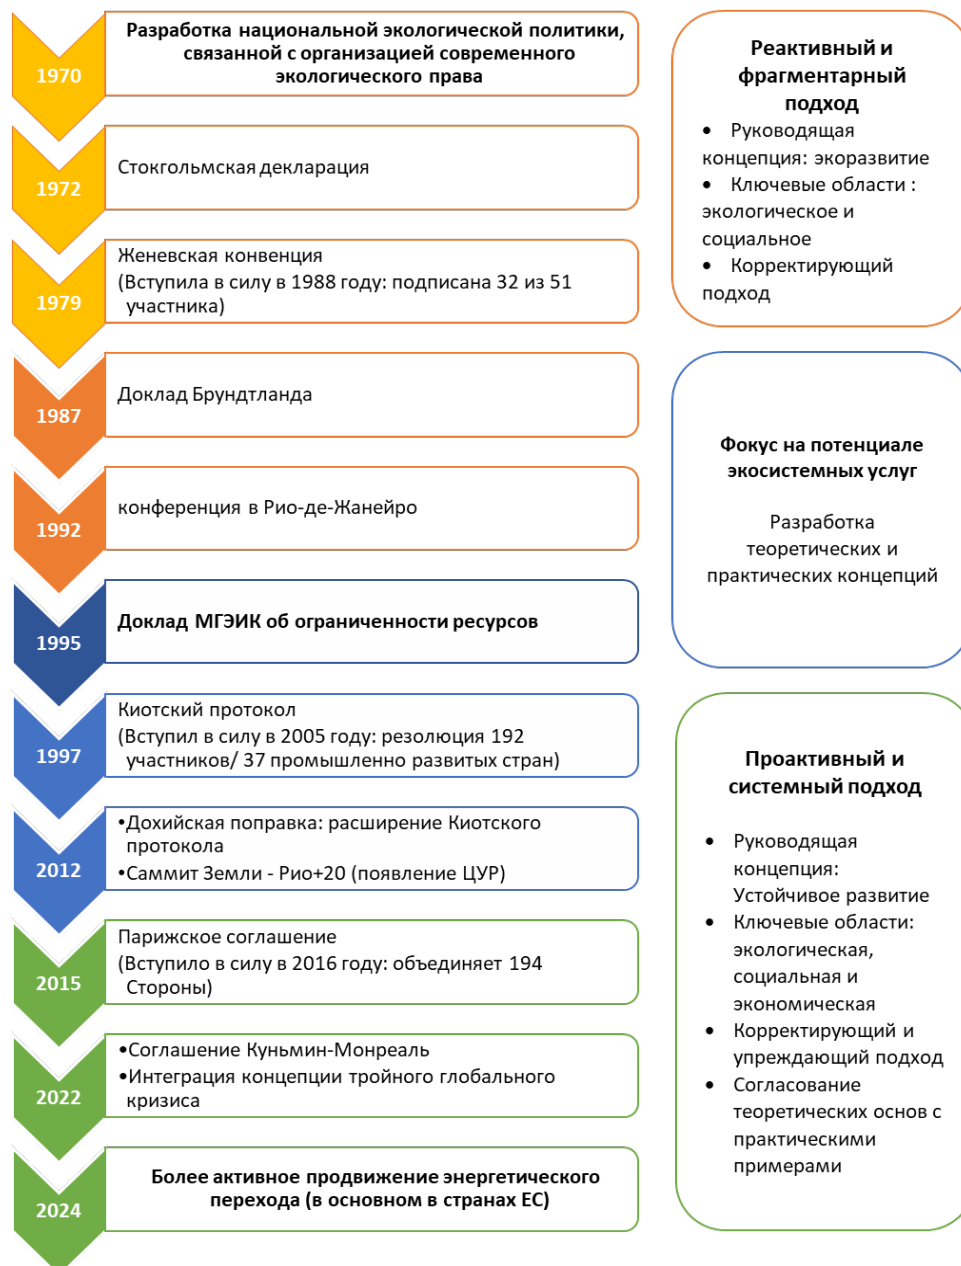 1970
Разработка национальной экологической политики,
связанной с организацией современного
экологического права
1972
Стокгольмская декларация
1979
Женевская конвенция
(Вступила в силу в 1988 году: подписана 32 из 51
участника)
1987
Доклад Брундтланда
1992
конференция в Рио-де-Жанейро
1995
Доклад МГЭИК об ограниченности ресурсов
1997
Киотский протокол
(Вступил в силу в 2005 году: резолюция 192
участников/ 37 промышленно развитых стран)
2012
•Дохийская поправка: расширение Киотского
протокола
•Саммит Земли - Рио+20 (появление ЦУР)
2015
Парижское соглашение
(Вступило в силу в 2016 году: объединяет 194
Стороны)
2022
•Соглашение Куньмин-Монреаль
•Интеграция концепции тройного глобального
кризиса
2024
Более активное продвижение энергетического
перехода (в основном в странах ЕС)
Реактивный и
фрагментарный
подход
• Руководящая
концепция: экоразвитие
• Ключевые области :
экологическое и
социальное
• Корректирующий
подход
Фокус на потенциале
экосистемных услуг
Разработка
теоретических и
практических концепций
Проактивный и
системный подход
• Руководящая
концепция:
Устойчивое развитие
• Ключевые области:
экологическая,
социальная и
экономическая
• Корректирующий и
упреждающий подход
• Согласование
теоретических основ с
практическими
примерами